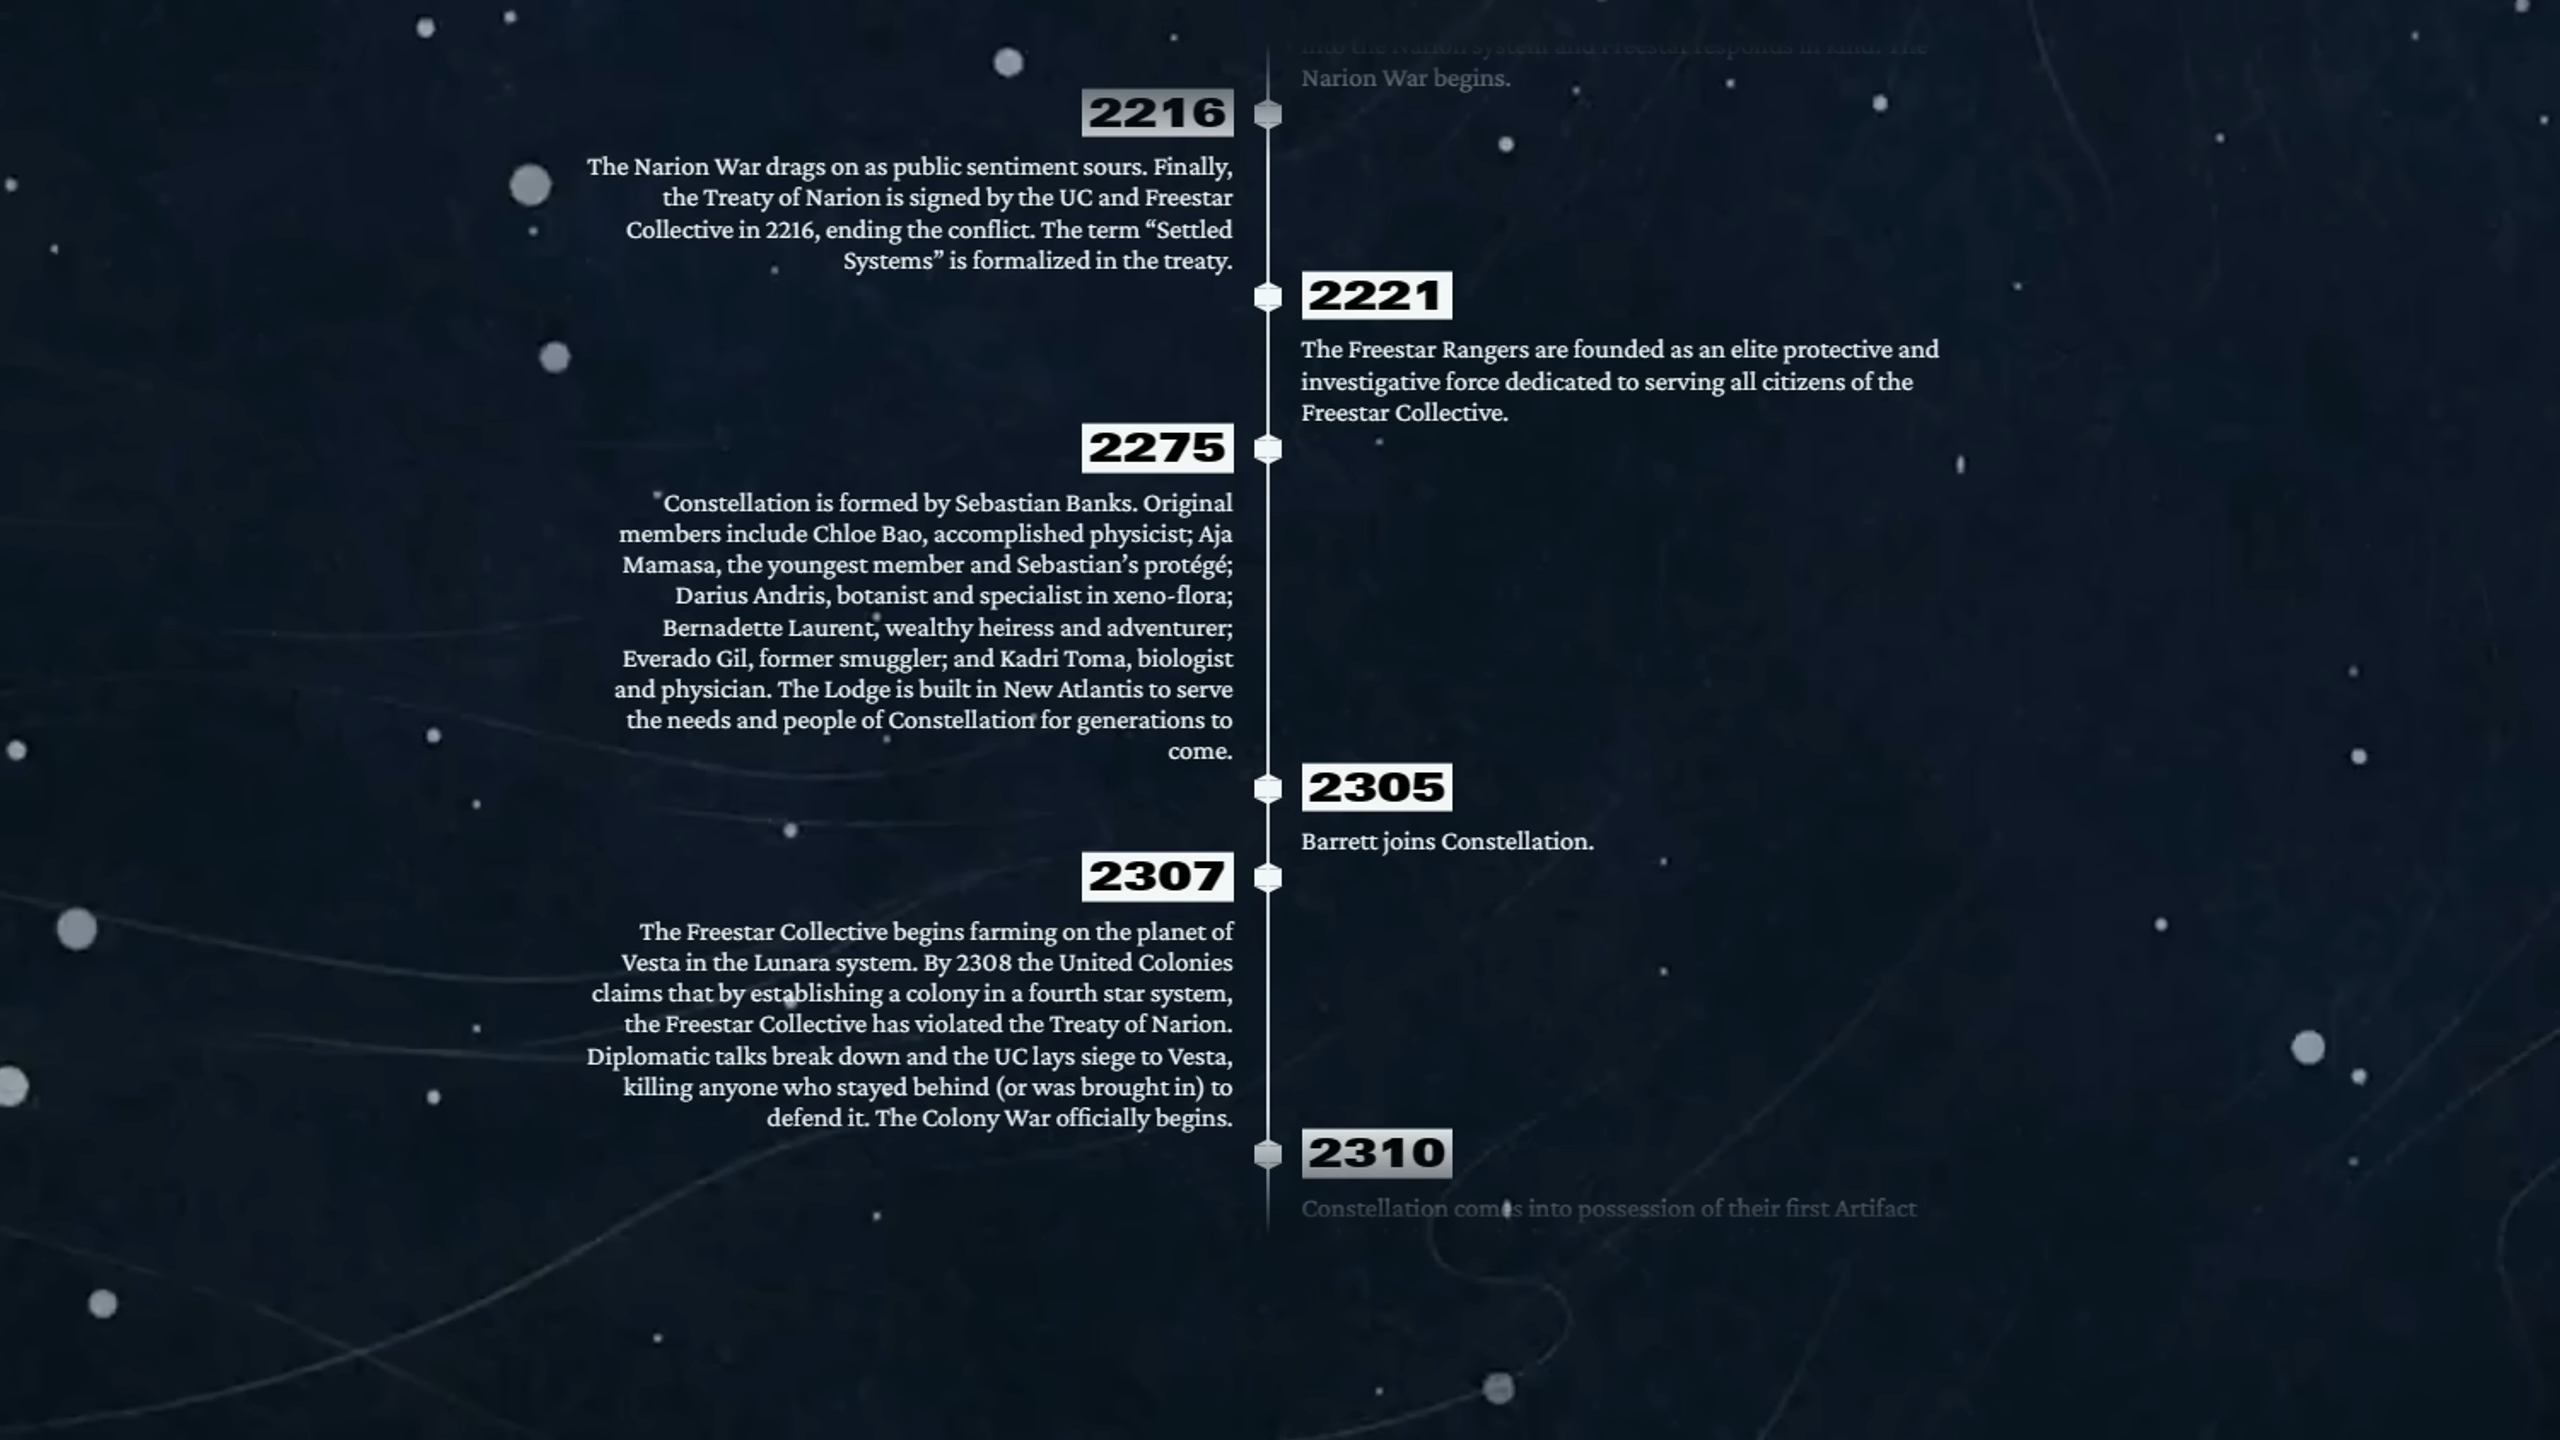 into the Narion system and Freestar responds in kind. The
Narion War begins.
2216
The Narion War drags on as public sentiment sours. Finally,
the Treaty of Narion is signed by the UC and Freestar
Collective in 2216, ending the conflict. The term “Settled
Systems” is formalized in the treaty.
2221
The Freestar Rangers are founded as an elite protective and
investigative force dedicated to serving all citizens of the
Freestar Collective.
2275
Constellation is formed by Sebastian Banks. Original
members include Chloe Bao, accomplished physicist; Aja
Mamasa, the youngest member and Sebastian’s protégé;
Darius Andris, botanist and specialist in xeno-flora;
Bernadette Laurent, wealthy heiress and adventurer;
Everado Gil, former smuggler; and Kadri Toma, biologist
and physician. The Lodge is built in New Atlantis to serve
the needs and people of Constellation for generations to
come.
2305
Barrett joins Constellation.
2307
The Freestar Collective begins farming on the planet of
Vesta in the Lunara system. By 2308 the United Colonies
claims that by establishing a colony in a fourth star system,
the Freestar Collective has violated the Treaty of Narion.
Diplomatic talks break down and the UC lays siege to Vesta,
killing anyone who stayed behind (or was brought in) to
defend it. The Colony War officially begins.
2310
Constellation comes into possession of their first Artifact